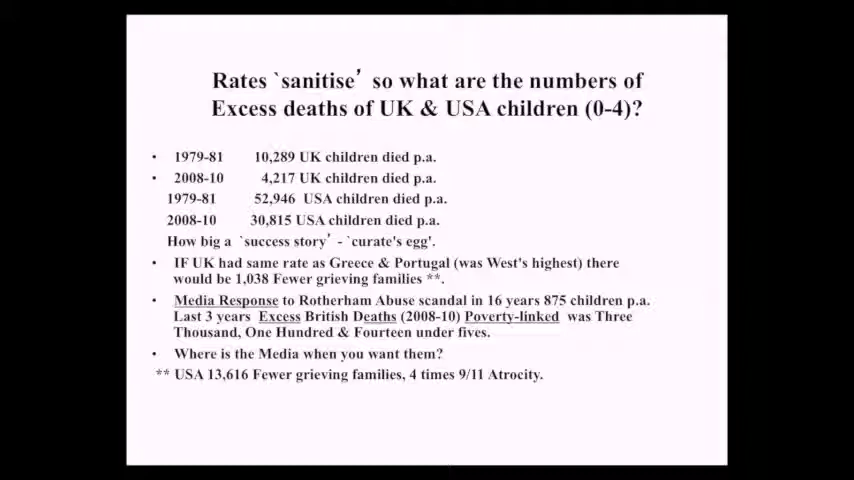 Rates `sanitise’ so what are the numbers of
Excess deaths of UK & USA children (0-4)?
• 1979-81 10,289 UK children died p.a.
• 2008-10 4,217 UK children died p.a.
1979-81 52,946 USA children died p.a.
2008-10 30,815 USA children died p.a.
How big a `success story’ - `curate's egg'.
• IF UK had same rate as Greece & Portugal (was West's highest) there
would be 1,038 Fewer grieving families **.
• Media Response to Rotherham Abuse scandal in 16 years 875 children p.a.
Last 3 years Excess British Deaths (2008-10) Poverty-linked was Three
Thousand, One Hundred & Fourteen under fives.
• Where is the Media when you want them?
** USA 13,616 Fewer grieving families, 4 times 9/11 Atrocity.